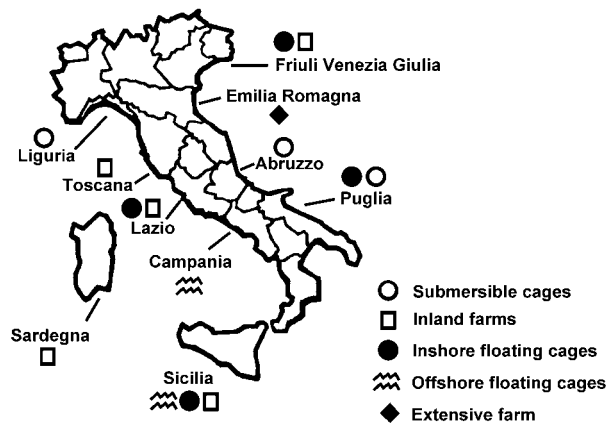 Friuli Venezia Giulia
Emilia Romagna
Liguria
Abruzzo
Toscana
Puglia
Lazio
Campania
Sardegna
Sicilia
Submersible cages
Inland farms
Inshore floating cages
Offshore floating cages
Extensive farm